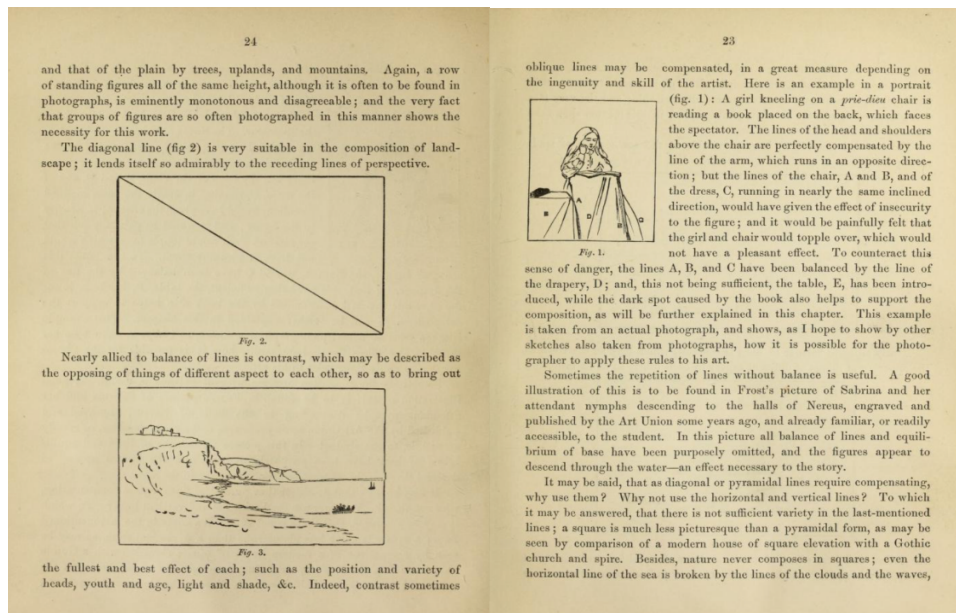 24
and that of the plain by trees, uplands, and mountains. Again, a row
of standing figures all of the same height, although it is often to be found in
photographs, is eminently monotonous and disagreeable; and the very fact
that groups of figures are so often photographed in this manner shows the
necessity for this work.
The diagonal line (fig 2) is very suitable in the composition of land-
scape; it lends itself so admirably to the receding lines of perspective.
Fig. 2.
Nearly allied to balance of lines is contrast, which may be described as
the opposing of things of different aspect to each other, so as to bring out
Fig. 3.
the fullest and best effect of each; such as the position and variety of
heads, youth and age, light and shade, &c. Indeed, contrast sometimes
23
oblique lines may be compensated, in a great measure depending on
the ingenuity and skill of the artist. Here is an example in a portrait
(fig. 1): A girl kneeling on a prie-dieu chair is
reading a book placed on the back, which faces
the spectator. The lines of the head and shoulders
above the chair are perfectly compensated by the
line of the arm, which runs in an opposite direc-
tion; but the lines of the chair, A and B, and of
the dress, C, running in nearly the same inclined
direction, would have given the effect of insecurity
to the figure; and it would be painfully felt that
the girl and chair would topple over, which would
not have a pleasant effect. To counteract this
A
D
B
C
Fig. 1.
sense of danger, the lines A, B, and C have been balanced by the line of
the drapery, D; and, this not being sufficient, the table, E, has been intro-
duced, while the dark spot caused by the book also helps to support the
composition, as will be further explained in this chapter. This example
is taken from an actual photograph, and shows, as I hope to show by other
sketches also taken from photographs, how it is possible for the photo-
grapher to apply these rules to his art.
Sometimes the repetition of lines without balance is useful. A good
illustration of this is to be found in Frost's picture of Sabrina and her
attendant nymphs descending to the halls of Nereus, engraved and
published by the Art Union some years ago, and already familiar, or readily
accessible, to the student. In this picture all balance of lines and equili-
brium of base have been purposely omitted, and the figures appear to
descend through the water—an effect necessary to the story.
It may be said, that as diagonal or pyramidal lines require compensating,
why use them? Why not use the horizontal and vertical lines? To which
it may be answered, that there is not sufficient variety in the last-mentioned
lines; a square is much less picturesque than a pyramidal form, as may be
seen by comparison of a modern house of square elevation with a Gothic
church and spire. Besides, nature never composes in squares; even the
horizontal line of the sea is broken by the lines of the clouds and the waves,